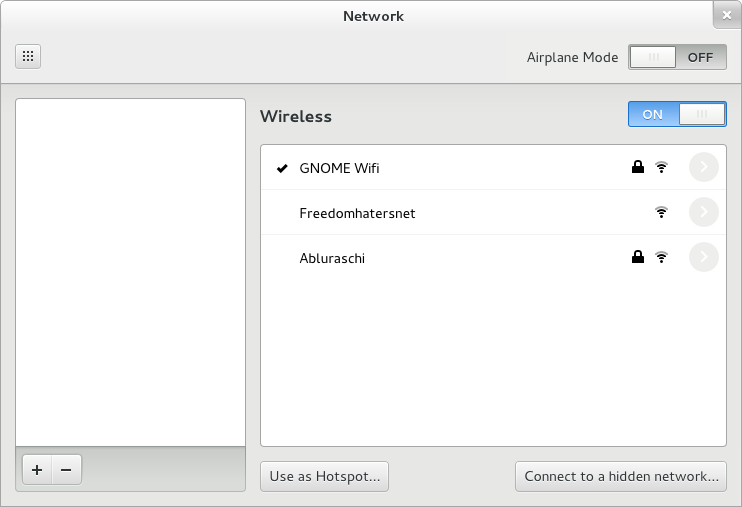 Network
Airplane Mode OFF
Wireless ON
GNOME Wifi
Freedomhatersnet
Abluraschi
Use as Hotspot... Connect to a hidden network...